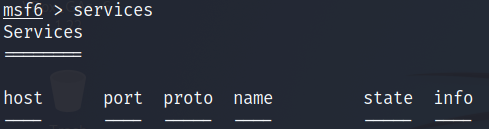 msf6 > services
Services
========
host port proto name state info
---- ---- ----- ---- ----- ----